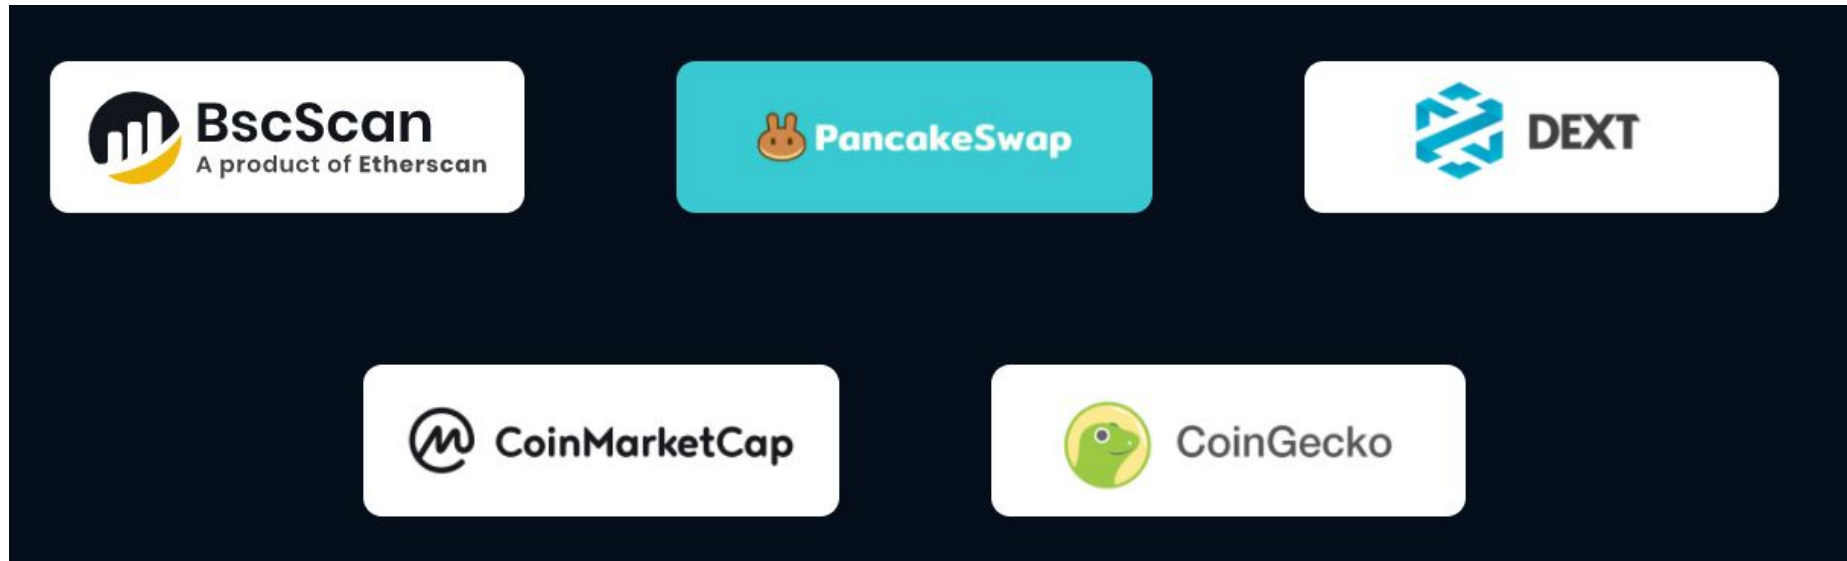 BscScan
A product of Etherscan
PancakeSwap
DEXT
CoinMarketCap
CoinGecko